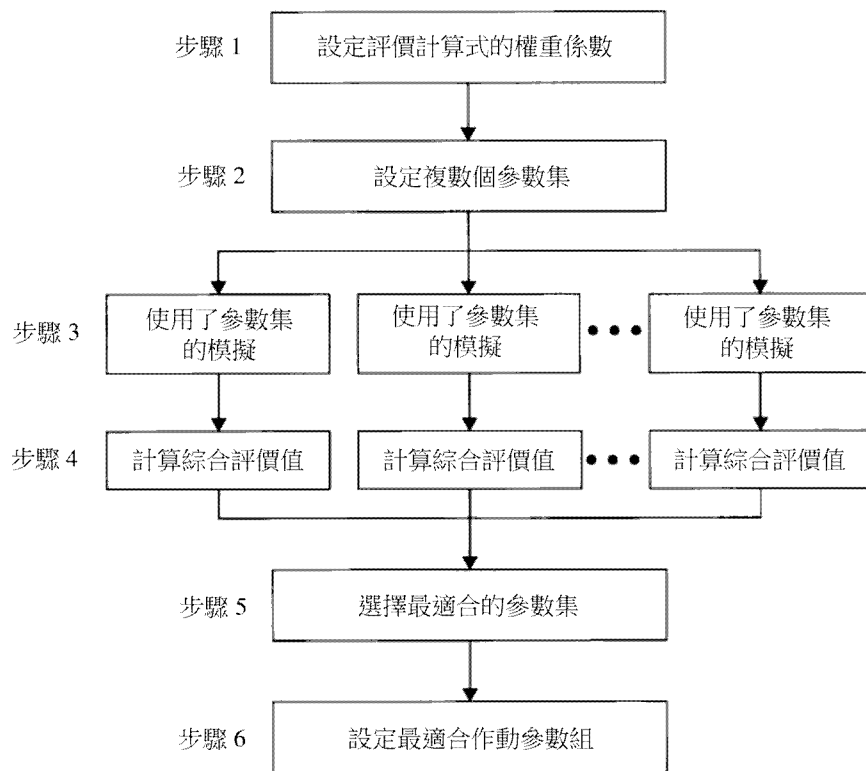 步驟 1
設定評價計算式的權重係數
步驟 2
設定複數個參數集
步驟 3
使用了參數集
的模擬
使用了參數集
的模擬
使用了參數集
的模擬
步驟 4
計算綜合評價值
計算綜合評價值
計算綜合評價值
步驟 5
選擇最適合的參數集
步驟 6
設定最適合作動參數組